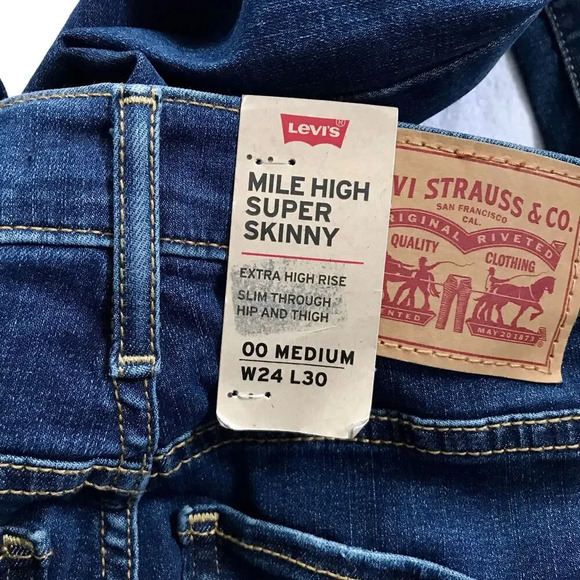 LEVI'S®
MILE HIGH
SUPER
SKINNY
EXTRA HIGH RISE
SLIM THROUGH
HIP AND THIGH
00 MEDIUM
W24 L30
VI STRAUSS & CO.
SAN FRANCISCO
CAL.
ORIGINAL RIVETED
QUALITY CLOTHING
MAY 20 1873